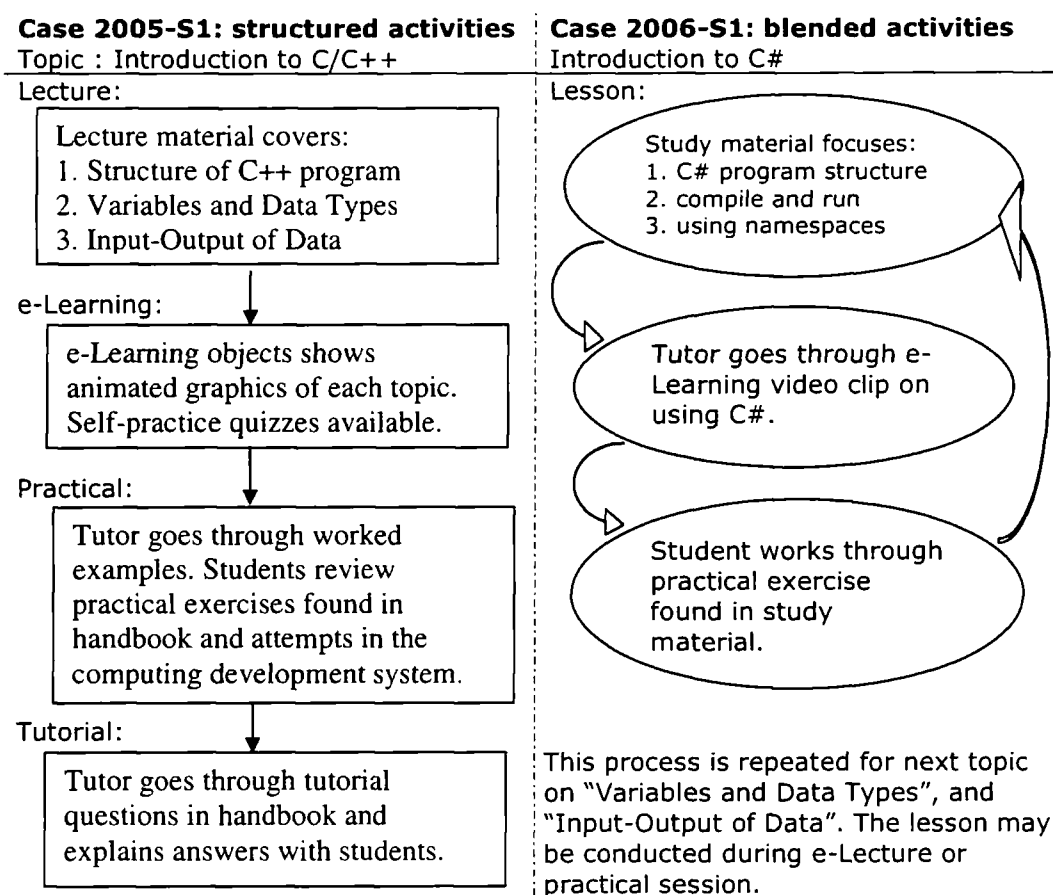 Case 2005-S1: structured activities
Topic : Introduction to C/C++
Lecture:
Lecture material covers:
1. Structure of C++ program
2. Variables and Data Types
3. Input-Output of Data
e-Learning:
e-Learning objects shows
animated graphics of each topic.
Self-practice quizzes available.
Practical:
Tutor goes through worked
examples. Students review
practical exercises found in
handbook and attempts in the
computing development system.
Tutorial:
Tutor goes through tutorial
questions in handbook and
explains answers with students.
Case 2006-S1: blended activities
Introduction to C#
Lesson:
Study material focuses:
1. C# program structure
2. compile and run
3. using namespaces
Tutor goes through e-
Learning video clip on
using C#.
Student works through
practical exercise
found in study
material.
This process is repeated for next topic
on “Variables and Data Types”, and
“Input-Output of Data”. The lesson may
be conducted during e-Lecture or
practical session.